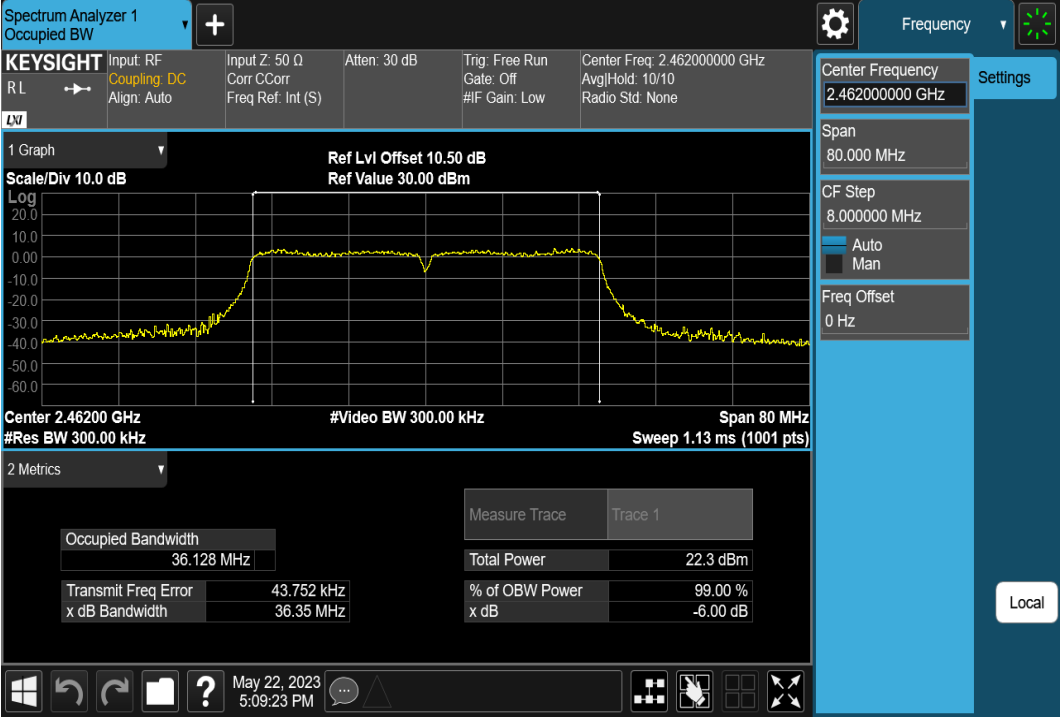 Spectrum Analyzer 1
Occupied BW
▼
+
Frequency
▼
KEYSIGHT
RL
LXI
Input: RF
Coupling: DC
Align: Auto
Input Z: 50 Ω
Corr CCorr
Freq Ref: Int (S)
Atten: 30 dB
Trig: Free Run
Gate: Off
#IF Gain: Low
Center Freq: 2.462000000 GHz
Avg|Hold: 10/10
Radio Std: None
Center Frequency
2.462000000 GHz
Settings
Span
80.000 MHz
CF Step
8.000000 MHz
Auto
Man
Freq Offset
0 Hz
1 Graph ▼
Scale/Div 10.0 dB
Ref Lvl Offset 10.50 dB
Ref Value 30.00 dBm
Log
20.0
10.0
0.00
-10.0
-20.0
-30.0
-40.0
-50.0
-60.0
Center 2.46200 GHz #Video BW 300.00 kHz Span 80 MHz
#Res BW 300.00 kHz Sweep 1.13 ms (1001 pts)
2 Metrics ▼
Measure Trace Trace 1
Occupied Bandwidth
36.128 MHz
Total Power 22.3 dBm
Transmit Freq Error 43.752 kHz
% of OBW Power 99.00 %
x dB Bandwidth 36.35 MHz
x dB -6.00 dB
Local
?
May 22, 2023
5:09:23 PM
...